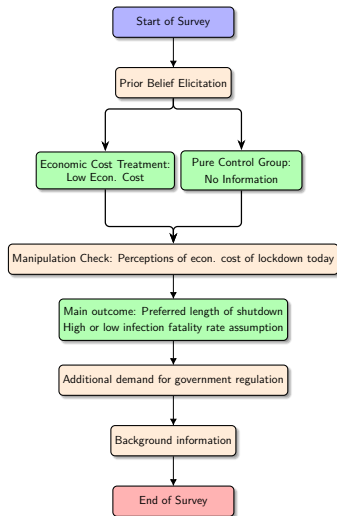 Start of Survey
Prior Belief Elicitation
Economic Cost Treatment:
Low Econ. Cost
Pure Control Group:
No Information
Manipulation Check: Perceptions of econ. cost of lockdown today
Main outcome: Preferred length of shutdown
High or low infection fatality rate assumption
Additional demand for government regulation
Background information
End of Survey